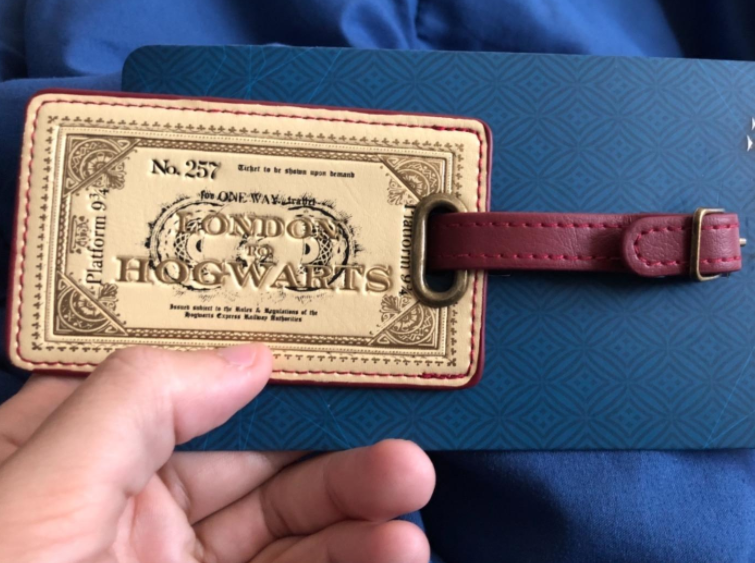 No. 257 Ticket to be shown upon demand
for ONE WAY travel
LONDON
TO
HOGWARTS
Issued subject to the Rules & Regulations of the
Hogwarts Express Railway Authorities
Platform 9¾
Platform 9¾